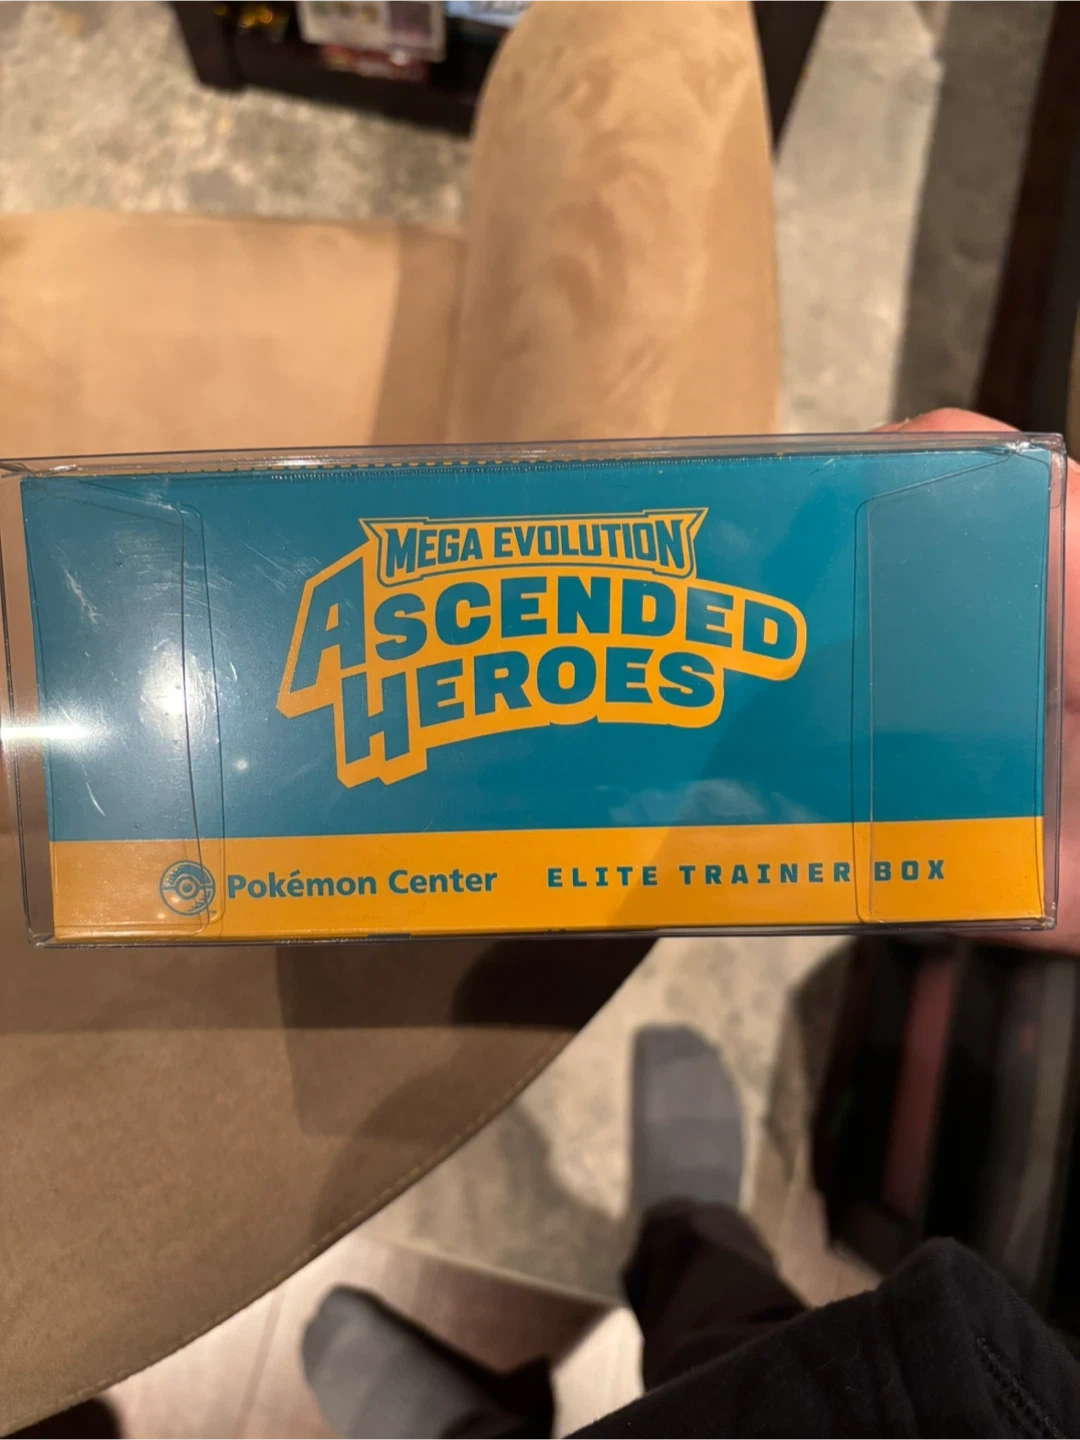 MEGA EVOLUTION
ASCENDED
HEROES
Pokémon Center ELITE TRAINER BOX